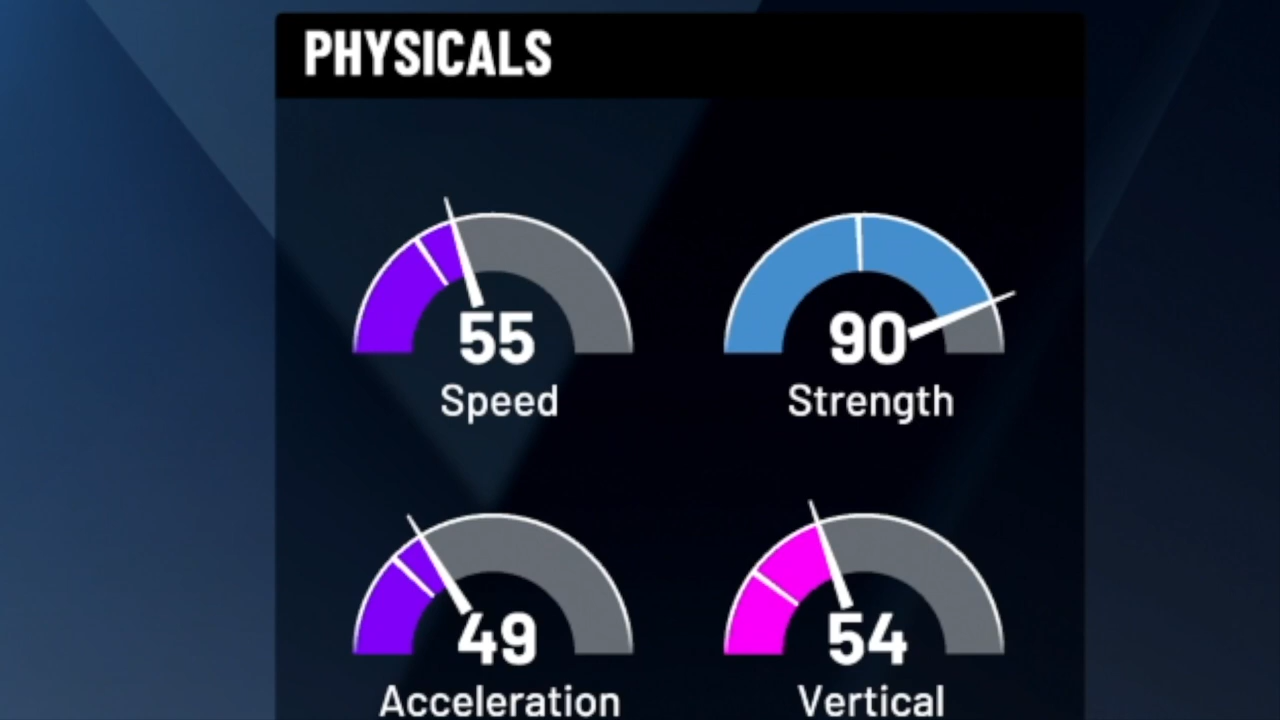 PHYSICALS
55 90
Speed Strength
49 54
Acceleration Vertical